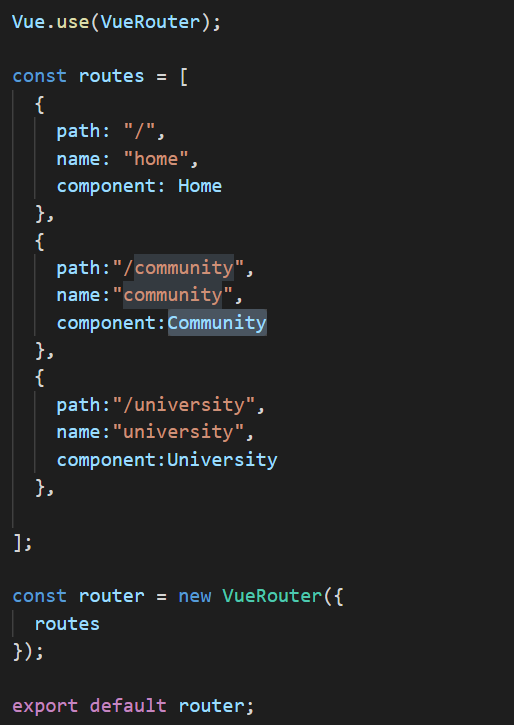 Vue.use(VueRouter);
const routes = [
{
path: "/",
name: "home",
component: Home
},
{
path:"/community",
name:"community",
component:Community
},
{
path:"/university",
name:"university",
component:University
},
];
const router = new VueRouter({
routes
});
export default router;